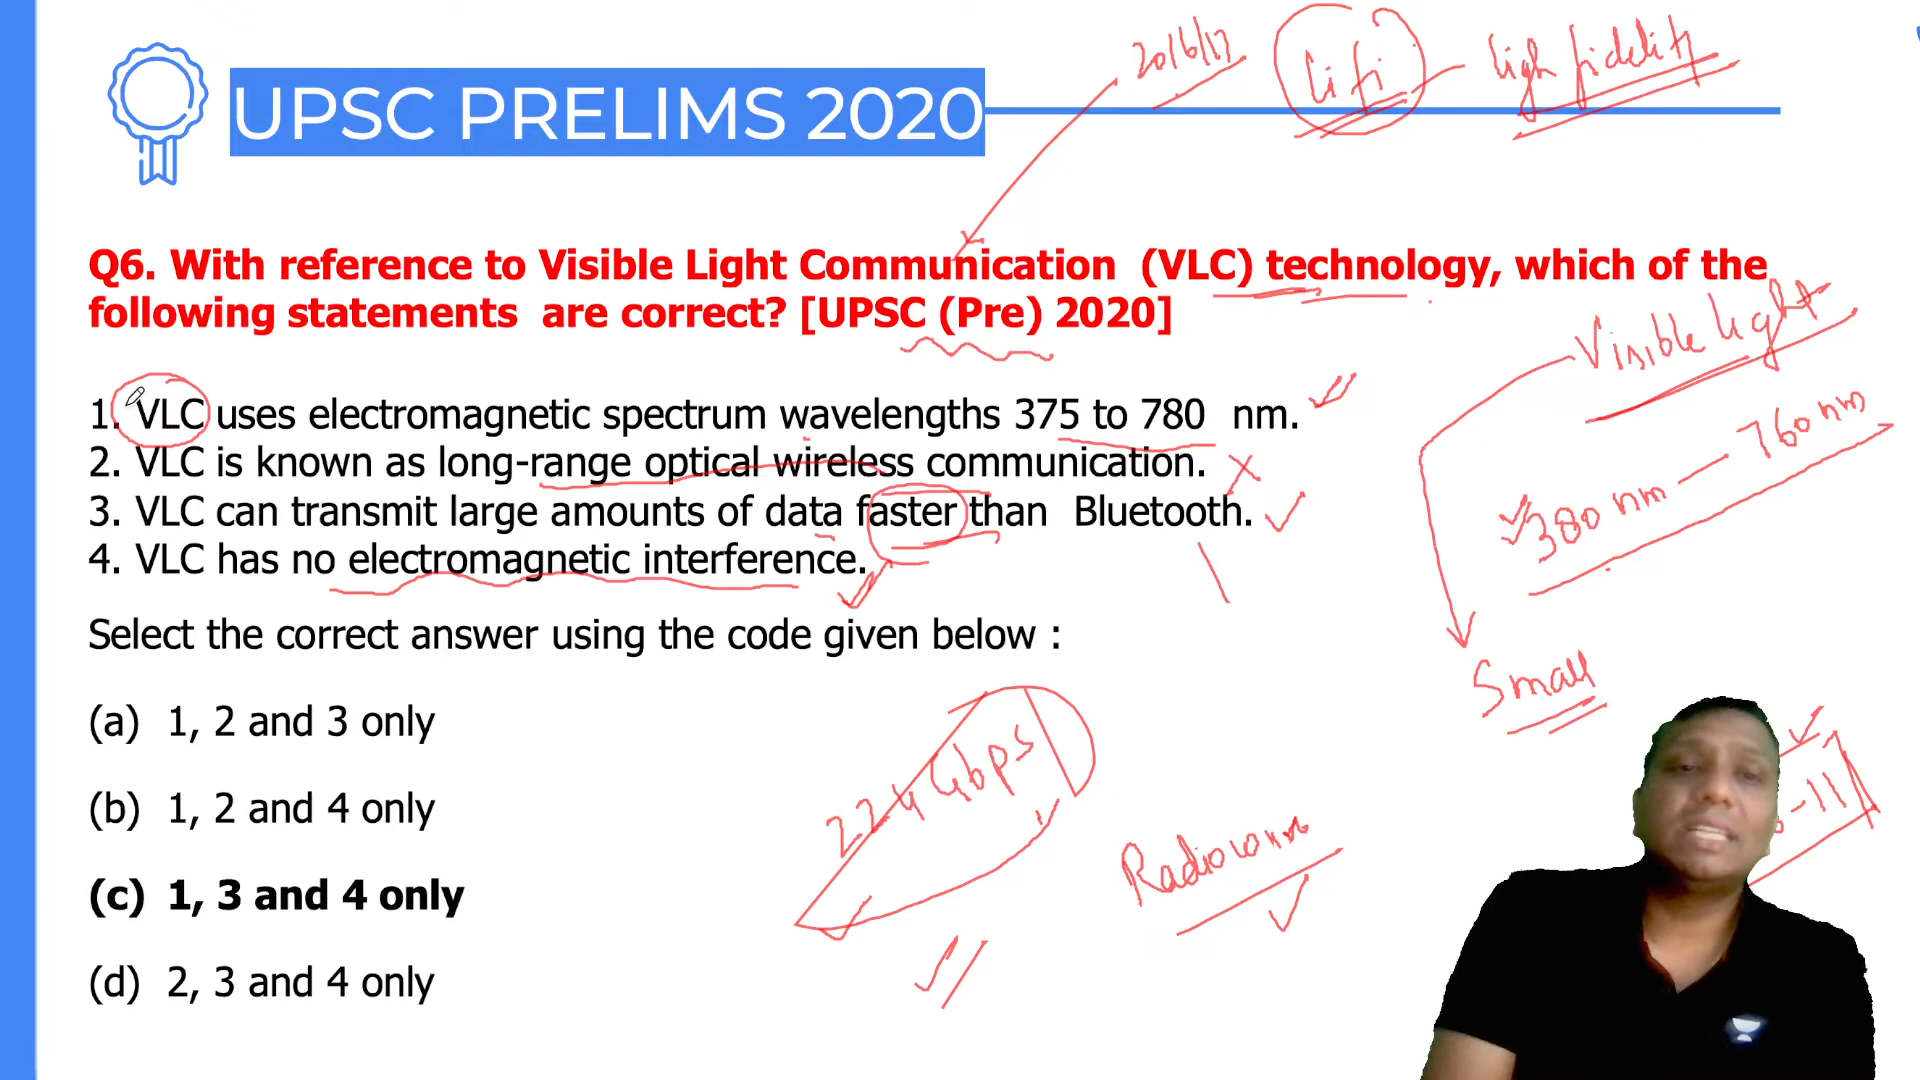 2016/17
Lifi
Ligh fidelity
UPSC PRELIMS 2020
Q6. With reference to Visible Light Communication (VLC) technology, which of the
following statements are correct? [UPSC (Pre) 2020]
Visible light
1. VLC uses electromagnetic spectrum wavelengths 375 to 780 nm.
760 nm
2. VLC is known as long-range optical wireless communication.
380 nm
3. VLC can transmit large amounts of data faster than Bluetooth.
4. VLC has no electromagnetic interference.
Select the correct answer using the code given below :
Small
(a) 1, 2 and 3 only
224 Gbps
(b) 1, 2 and 4 only
-11
(c) 1, 3 and 4 only
(d) 2, 3 and 4 only